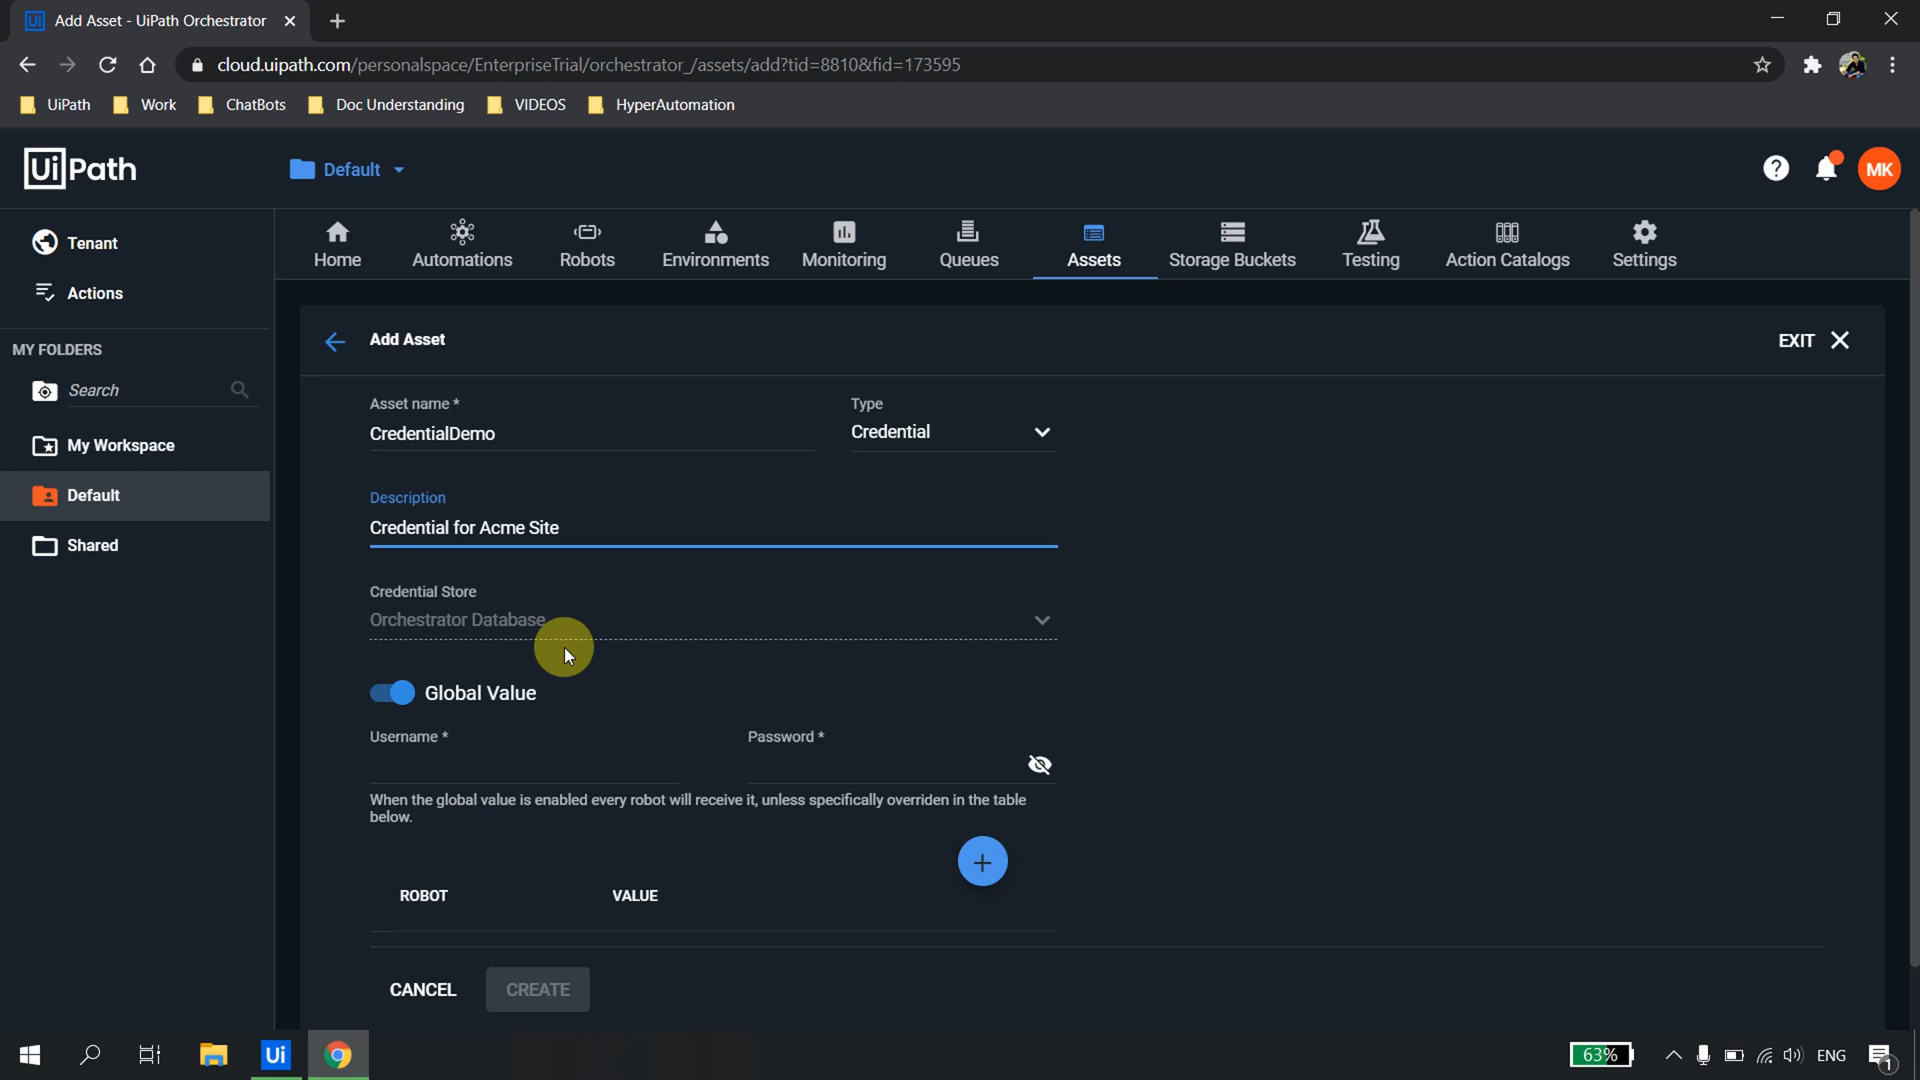 Add Asset - UiPath Orchestrator
cloud.uipath.com/personalspace/EnterpriseTrial/orchestrator_/assets/add?tid=8810&fid=173595
UiPath Work ChatBots Doc Understanding VIDEOS HyperAutomation
UiPath
Default
MK
Tenant
Actions
MY FOLDERS
Search
My Workspace
Default
Shared
Home Automations Robots Environments Monitoring Queues Assets Storage Buckets Testing Action Catalogs Settings
Add Asset
EXIT
Asset name *
CredentialDemo
Type
Credential
Description
Credential for Acme Site
Credential Store
Orchestrator Database
Global Value
Username *
Password *
When the global value is enabled every robot will receive it, unless specifically overriden in the table
below.
ROBOT VALUE
CANCEL CREATE
Ui
63%
ENG
1